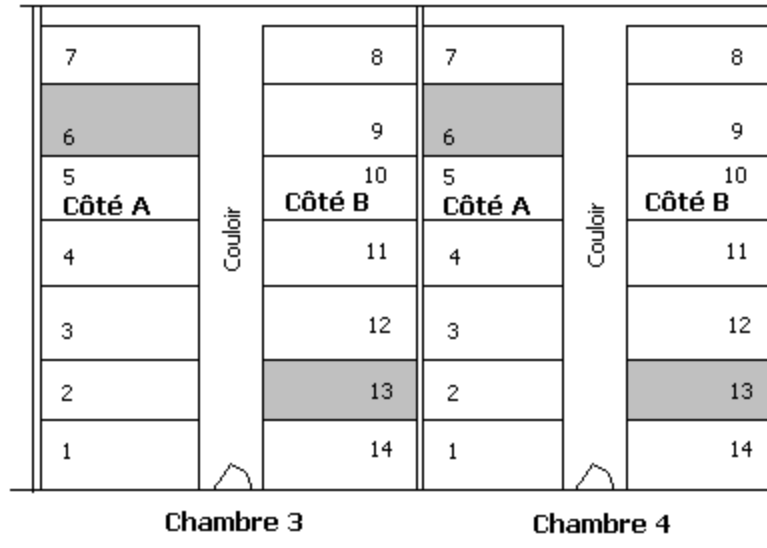 7 8 7 8
6 9 6 9
5 10 5 10
Côté A Côté B Côté A Côté B
Couloir Couloir
4 11 4 11
3 12 3 12
2 13 2 13
1 14 1 14
Chambre 3 Chambre 4